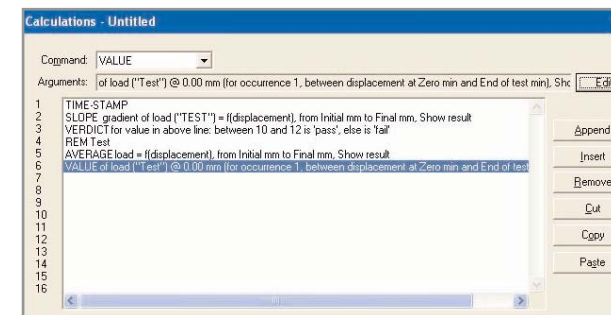 Calculations - Untitled
Command: VALUE
Arguments: of load ("Test") @ 0.00 mm (for occurrence 1, between displacement at Zero min and End of test min), Shc Edi
1 TIME-STAMP
2 SLOPE gradient of load ("TEST") = f(displacement), from Initial mm to Final mm, Show result
3 VERDICT for value in above line: between 10 and 12 is 'pass', else is 'fail'
4 REM Test
5 AVERAGE load = f(displacement), from Initial mm to Final mm, Show result
6 VALUE of load ("Test") @ 0.00 mm (for occurrence 1, between displacement at Zero min and End of test
7
8
9
10
11
12
13
14
15
16
Append
Insert
Remove
Cut
Copy
Paste